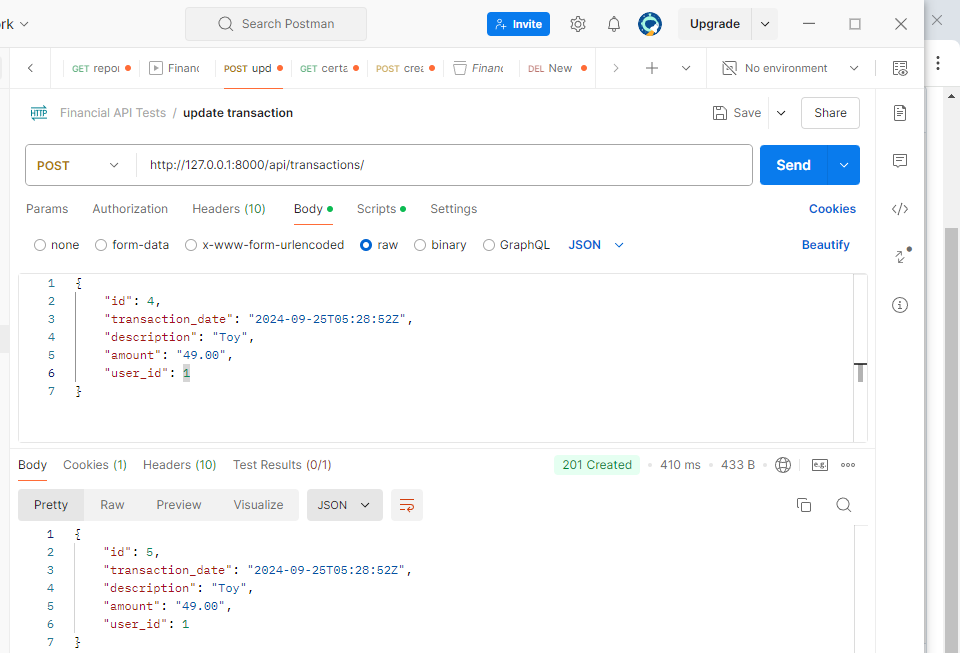 rk
Search Postman
Invite
Upgrade
GET repor
Financ
POST upd
GET certa
POST crea
Financ
DEL New
No environment
HTTP Financial API Tests / update transaction
Save
Share
POST
http://127.0.0.1:8000/api/transactions/
Send
Params Authorization Headers (10) Body Scripts Settings Cookies
none form-data x-www-form-urlencoded raw binary GraphQL JSON Beautify
1 {
2 "id": 4,
3 "transaction_date": "2024-09-25T05:28:52Z",
4 "description": "Toy",
5 "amount": "49.00",
6 "user_id": 1
7 }
Body Cookies (1) Headers (10) Test Results (0/1) 201 Created 410 ms 433 B e.g.
Pretty Raw Preview Visualize JSON
1 {
2 "id": 5,
3 "transaction_date": "2024-09-25T05:28:52Z",
4 "description": "Toy",
5 "amount": "49.00",
6 "user_id": 1
7 }